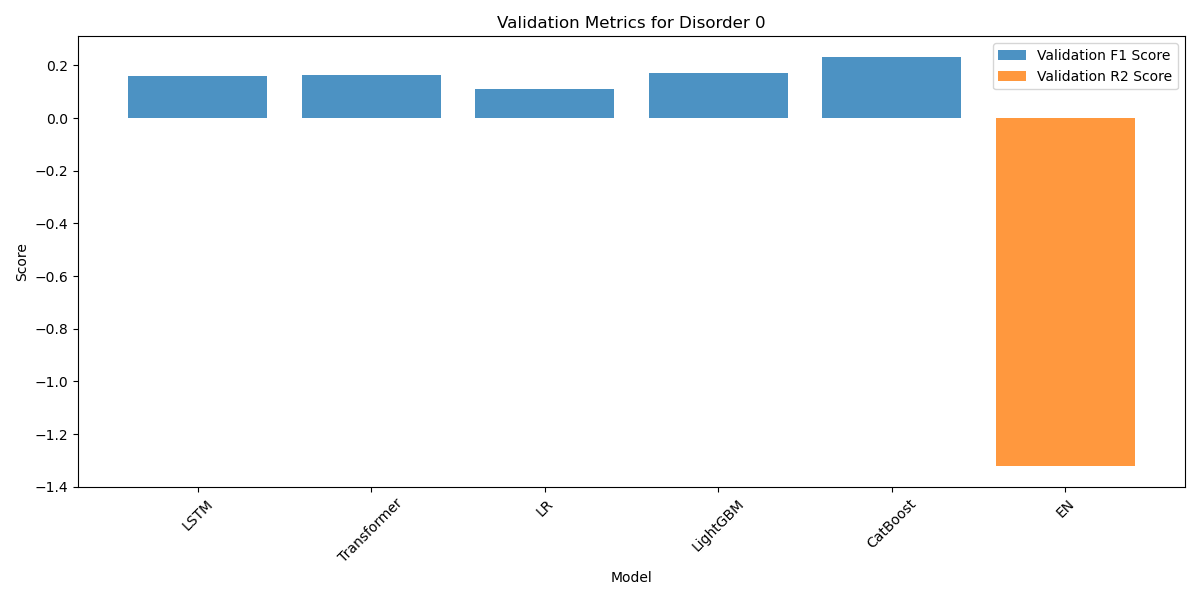 Validation Metrics for Disorder 0
Validation F1 Score
Validation R2 Score
Score
0.2
0.0
−0.2
−0.4
−0.6
−0.8
−1.0
−1.2
−1.4
LSTM
Transformer
LR
LightGBM
CatBoost
EN
Model